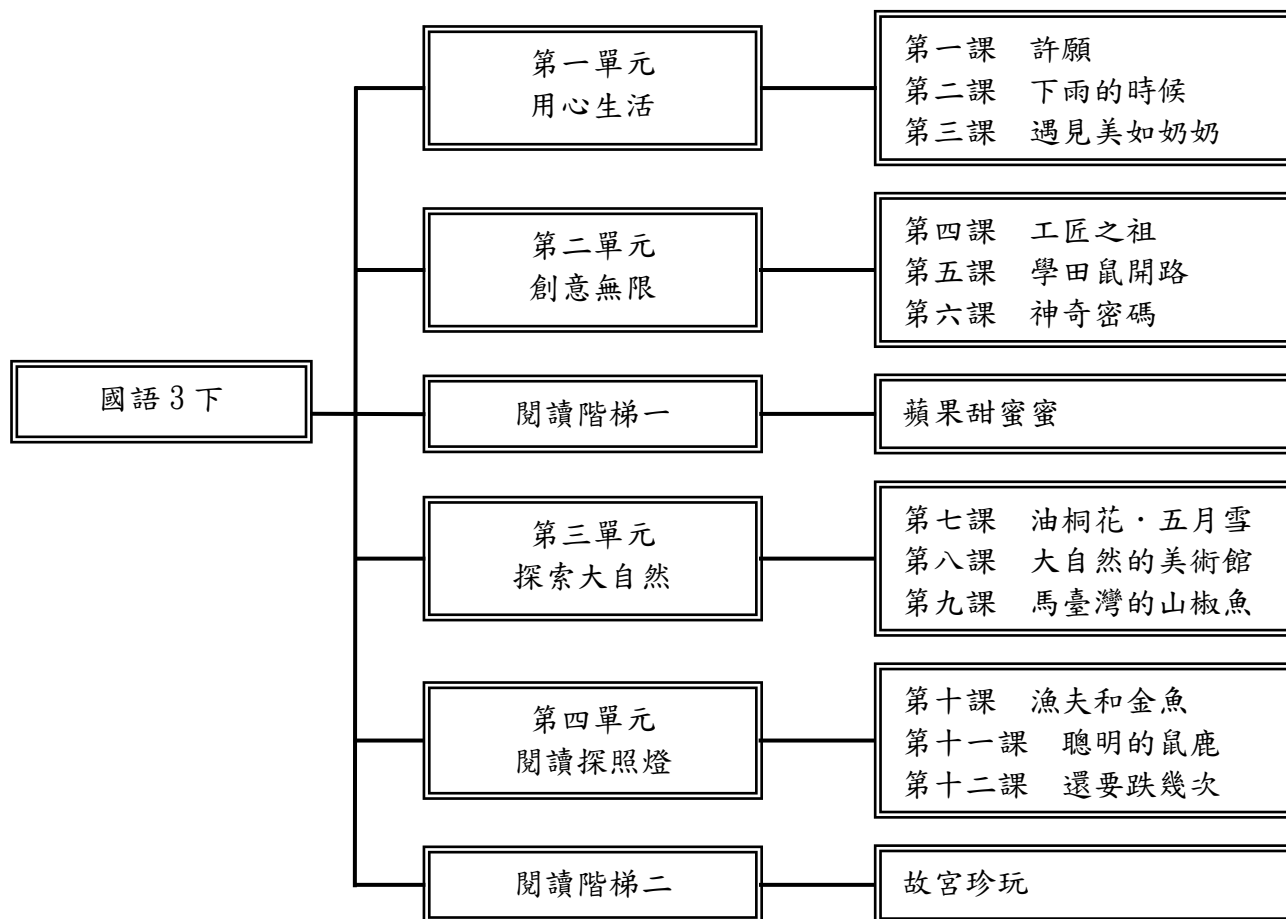 國語3下
第一單元
用心生活
第一課　許願
第二課　下雨的時候
第三課　遇見美如奶奶
第二單元
創意無限
第四課　工匠之祖
第五課　學田鼠開路
第六課　神奇密碼
閱讀階梯一
蘋果甜蜜蜜
第三單元
探索大自然
第七課　油桐花．五月雪
第八課　大自然的美術館
第九課　馬臺灣的山椒魚
第四單元
閱讀探照燈
第十課　漁夫和金魚
第十一課　聰明的鼠鹿
第十二課　還要跌幾次
閱讀階梯二
故宮珍玩